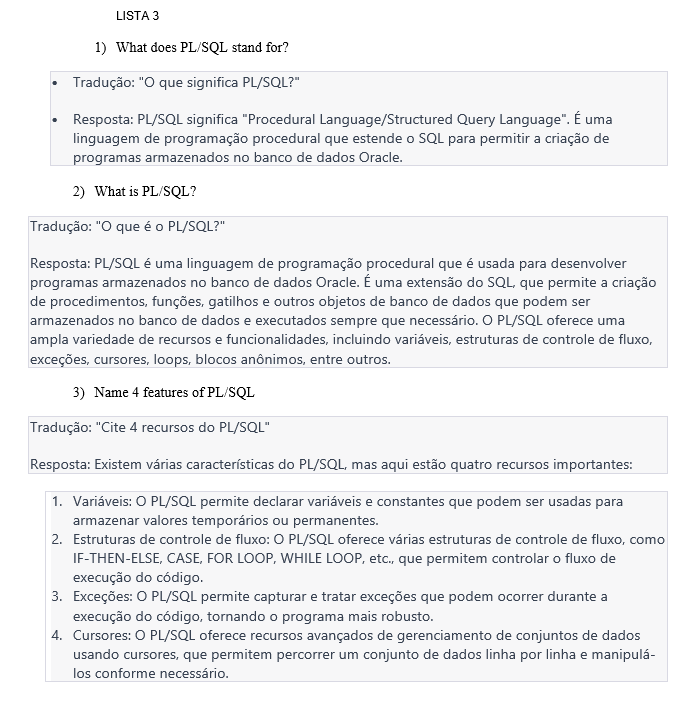 LISTA 3
1) What does PL/SQL stand for?
• Tradução: "O que significa PL/SQL?"
• Resposta: PL/SQL significa "Procedural Language/Structured Query Language". É uma
linguagem de programação procedural que estende o SQL para permitir a criação de
programas armazenados no banco de dados Oracle.
2) What is PL/SQL?
Tradução: "O que é o PL/SQL?"
Resposta: PL/SQL é uma linguagem de programação procedural que é usada para desenvolver
programas armazenados no banco de dados Oracle. É uma extensão do SQL, que permite a criação
de procedimentos, funções, gatilhos e outros objetos de banco de dados que podem ser
armazenados no banco de dados e executados sempre que necessário. O PL/SQL oferece uma
ampla variedade de recursos e funcionalidades, incluindo variáveis, estruturas de controle de fluxo,
exceções, cursores, loops, blocos anônimos, entre outros.
3) Name 4 features of PL/SQL
Tradução: "Cite 4 recursos do PL/SQL"
Resposta: Existem várias características do PL/SQL, mas aqui estão quatro recursos importantes:
1. Variáveis: O PL/SQL permite declarar variáveis e constantes que podem ser usadas para
armazenar valores temporários ou permanentes.
2. Estruturas de controle de fluxo: O PL/SQL oferece várias estruturas de controle de fluxo, como
IF-THEN-ELSE, CASE, FOR LOOP, WHILE LOOP, etc., que permitem controlar o fluxo de
execução do código.
3. Exceções: O PL/SQL permite capturar e tratar exceções que podem ocorrer durante a
execução do código, tornando o programa mais robusto.
4. Cursores: O PL/SQL oferece recursos avançados de gerenciamento de conjuntos de dados
usando cursores, que permitem percorrer um conjunto de dados linha por linha e manipulá-
los conforme necessário.